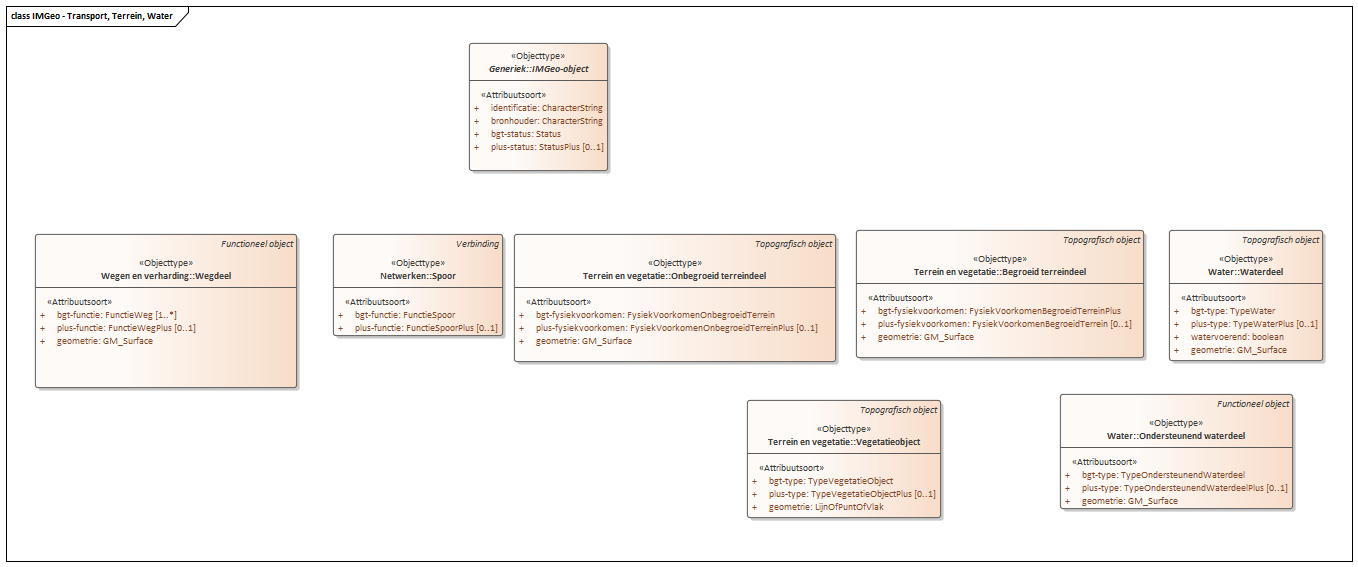 class IMGeo - Transport, Terrein, Water
«Objecttype»
Generiek::IMGeo-object
«Attribuutsoort»
+ identificatie: CharacterString
+ bronhouder: CharacterString
+ bgt-status: Status
+ plus-status: StatusPlus [0..1]
Functioneel object
«Objecttype»
Wegen en verharding::Wegdeel
«Attribuutsoort»
+ bgt-functie: FunctieWeg [1..*]
+ plus-functie: FunctieWegPlus [0..1]
+ geometrie: GM_Surface
Verbinding
«Objecttype»
Netwerken::Spoor
«Attribuutsoort»
+ bgt-functie: FunctieSpoor
+ plus-functie: FunctieSpoorPlus [0..1]
Topografisch object
«Objecttype»
Terrein en vegetatie::Onbegroeid terreindeel
«Attribuutsoort»
+ bgt-fysiekvoorkomen: FysiekVoorkomenOnbegroeidTerrein
+ plus-fysiekvoorkomen: FysiekVoorkomenOnbegroeidTerreinPlus [0..1]
+ geometrie: GM_Surface
Topografisch object
«Objecttype»
Terrein en vegetatie::Begroeid terreindeel
«Attribuutsoort»
+ bgt-fysiekvoorkomen: FysiekVoorkomenBegroeidTerreinPlus
+ plus-fysiekvoorkomen: FysiekVoorkomenBegroeidTerrein [0..1]
+ geometrie: GM_Surface
Topografisch object
«Objecttype»
Water::Waterdeel
«Attribuutsoort»
+ bgt-type: TypeWater
+ plus-type: TypeWaterPlus [0..1]
+ watervoerend: boolean
+ geometrie: GM_Surface
Topografisch object
«Objecttype»
Terrein en vegetatie::Vegetatieobject
«Attribuutsoort»
+ bgt-type: TypeVegetatieObject
+ plus-type: TypeVegetatieObjectPlus [0..1]
+ geometrie: LijnOfPuntOfVlak
Functioneel object
«Objecttype»
Water::Ondersteunend waterdeel
«Attribuutsoort»
+ bgt-type: TypeOndersteunendWaterdeel
+ plus-type: TypeOndersteunendWaterdeelPlus [0..1]
+ geometrie: GM_Surface